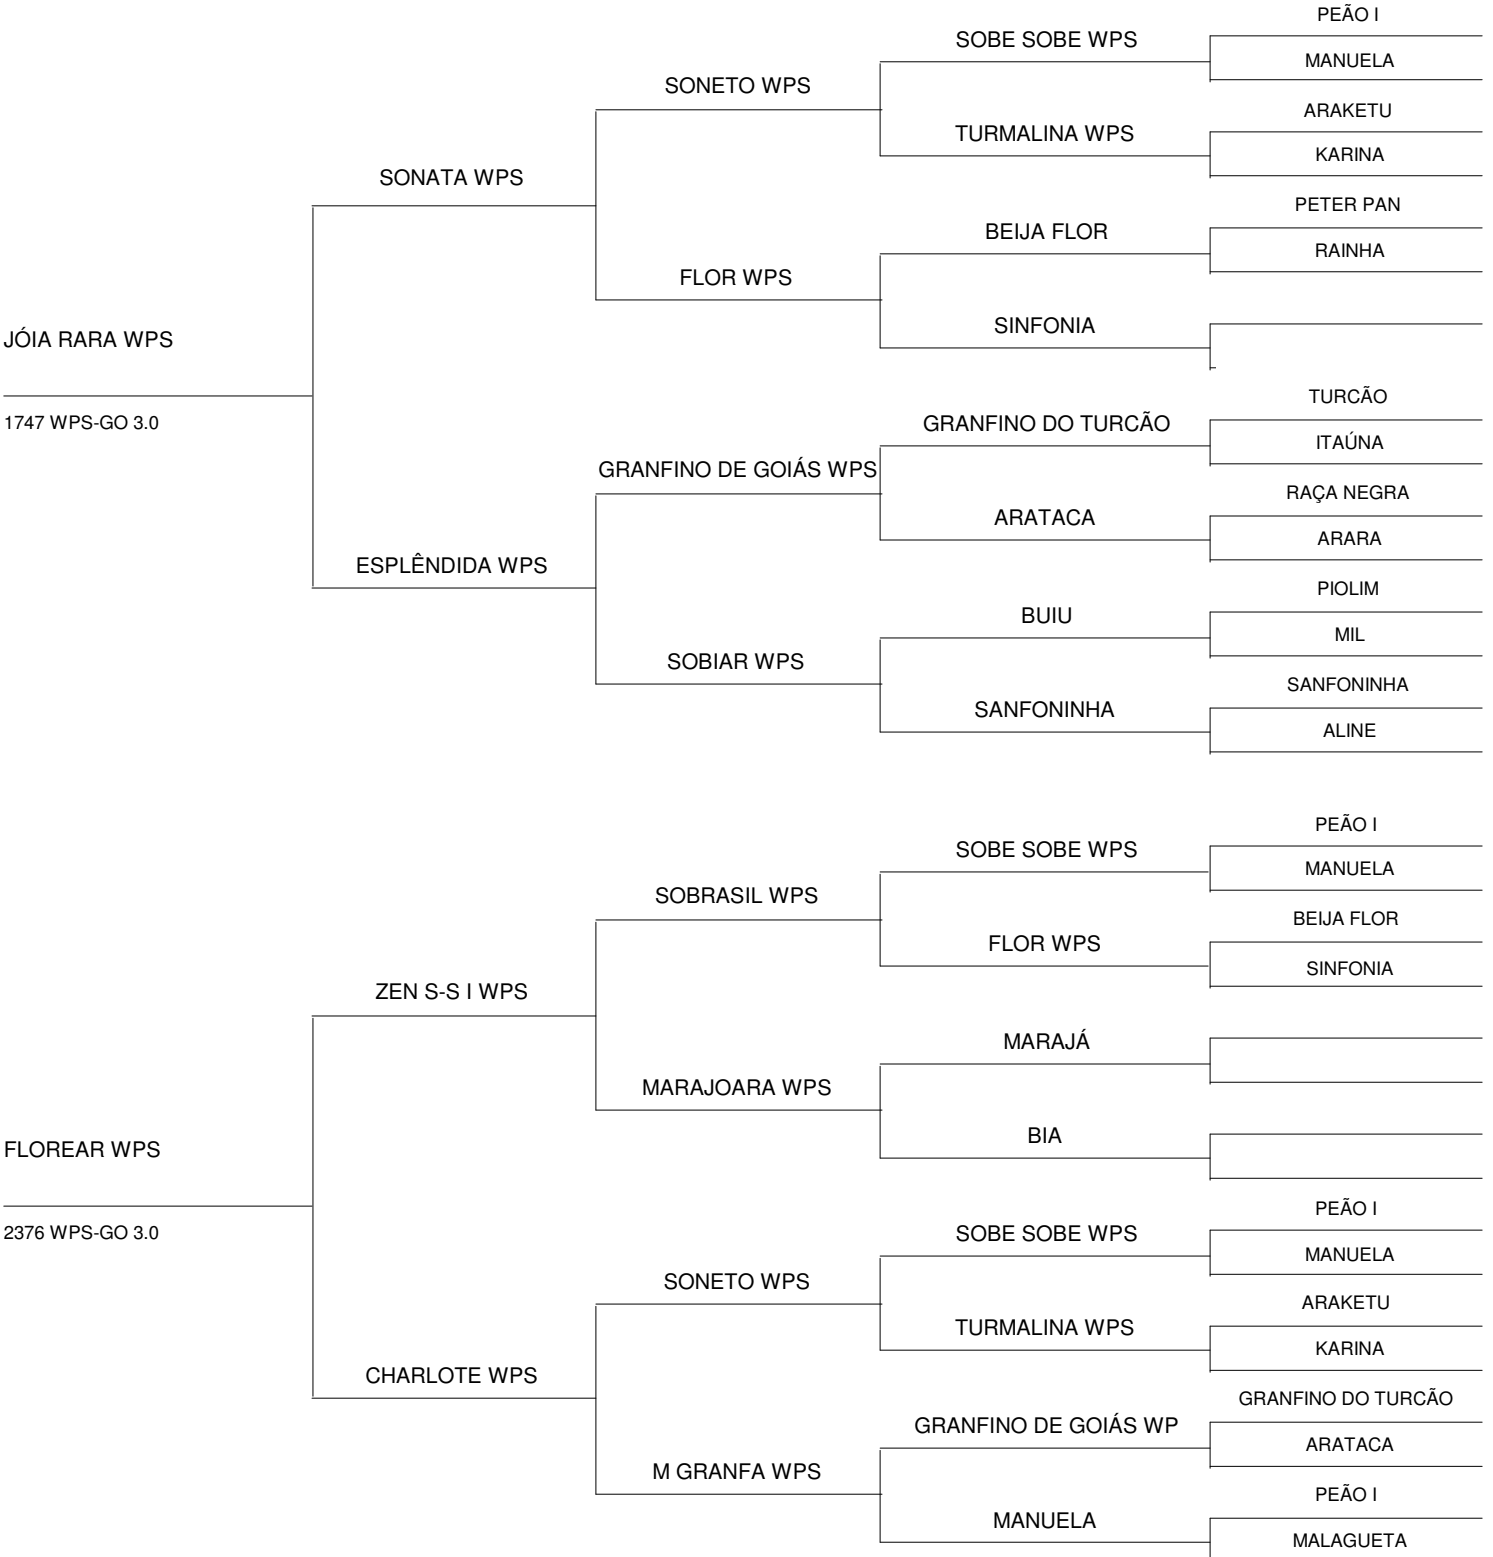 PEÃO I
SOBE SOBE WPS
MANUELA
SONETO WPS
ARAKETU
TURMALINA WPS
KARINA
SONATA WPS
PETER PAN
BEIJA FLOR
RAINHA
FLOR WPS
SINFONIA
JÓIA RARA WPS
1747 WPS-GO 3.0
TURCÃO
GRANFINO DO TURCÃO
ITAÚNA
GRANFINO DE GOIÁS WPS
RAÇA NEGRA
ARATACA
ARARA
ESPLÊNDIDA WPS
PIOLIM
BUIU
MIL
SOBIAR WPS
SANFONINHA
SANFONINHA
ALINE
PEÃO I
SOBE SOBE WPS
MANUELA
SOBRASIL WPS
BEIJA FLOR
FLOR WPS
SINFONIA
ZEN S-S I WPS
MARAJÁ
MARAJOARA WPS
BIA
FLOREAR WPS
2376 WPS-GO 3.0
PEÃO I
SOBE SOBE WPS
MANUELA
SONETO WPS
ARAKETU
TURMALINA WPS
KARINA
CHARLOTE WPS
GRANFINO DO TURCÃO
GRANFINO DE GOIÁS WP
ARATACA
M GRANFA WPS
PEÃO I
MANUELA
MALAGUETA